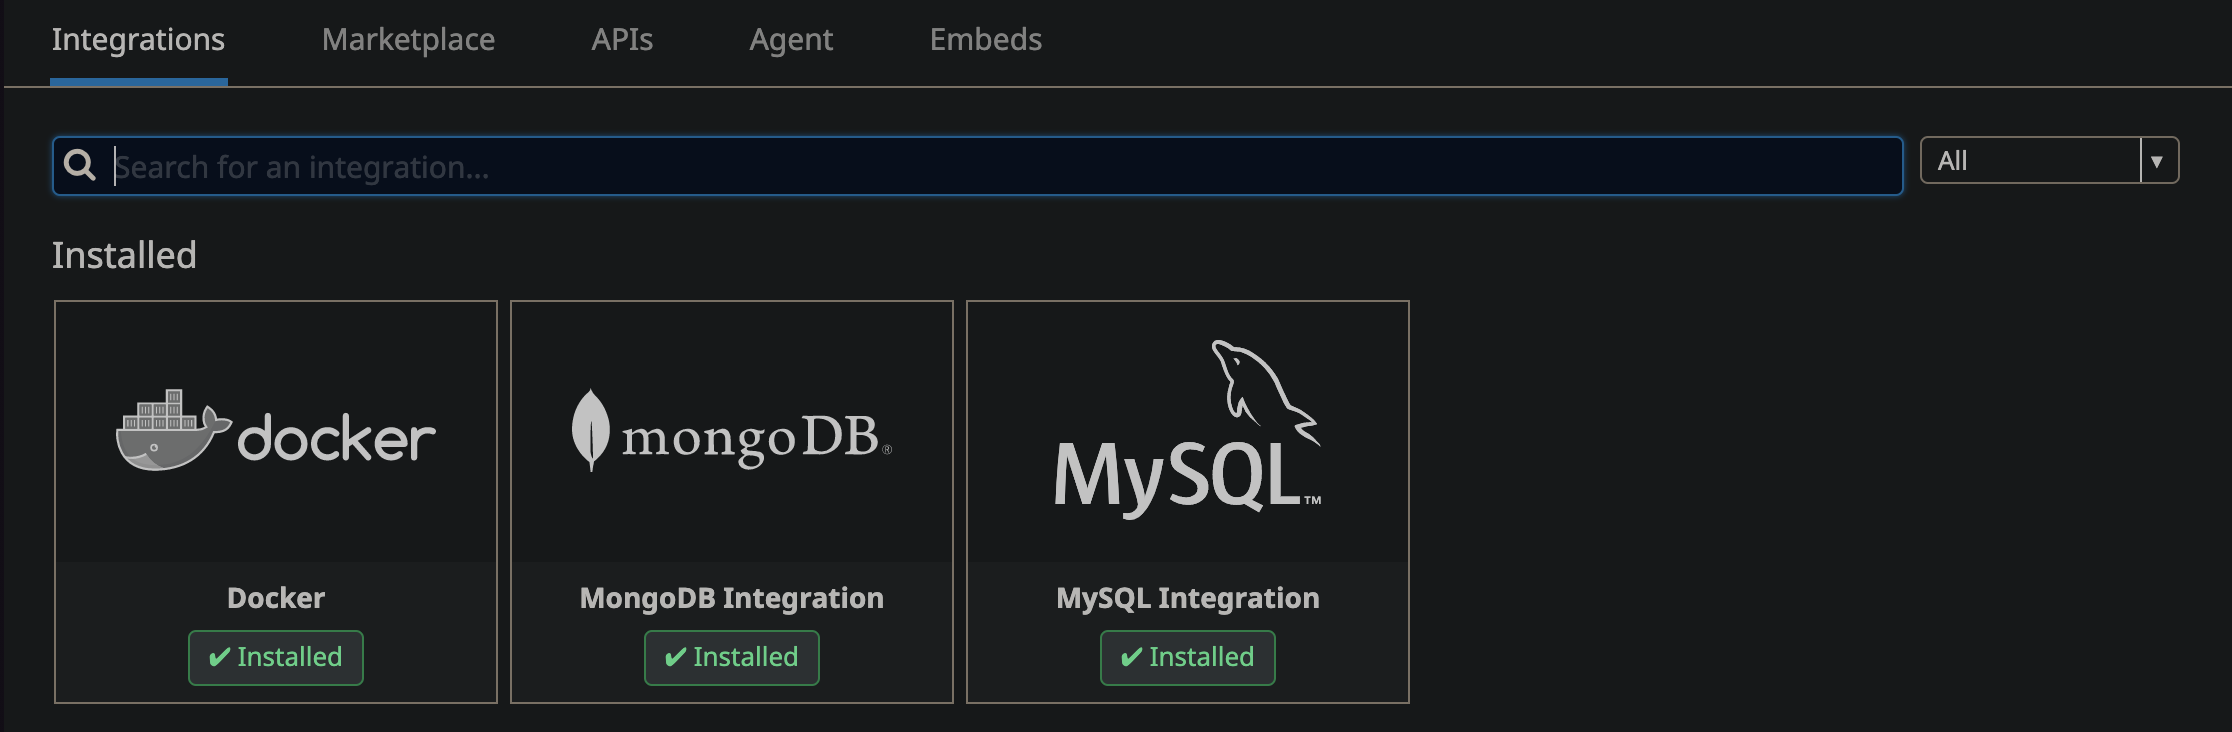 Integrations Marketplace APIs Agent Embeds
Search for an integration... All
Installed
docker mongoDB® MySQL™
Docker MongoDB Integration MySQL Integration
✔ Installed ✔ Installed ✔ Installed